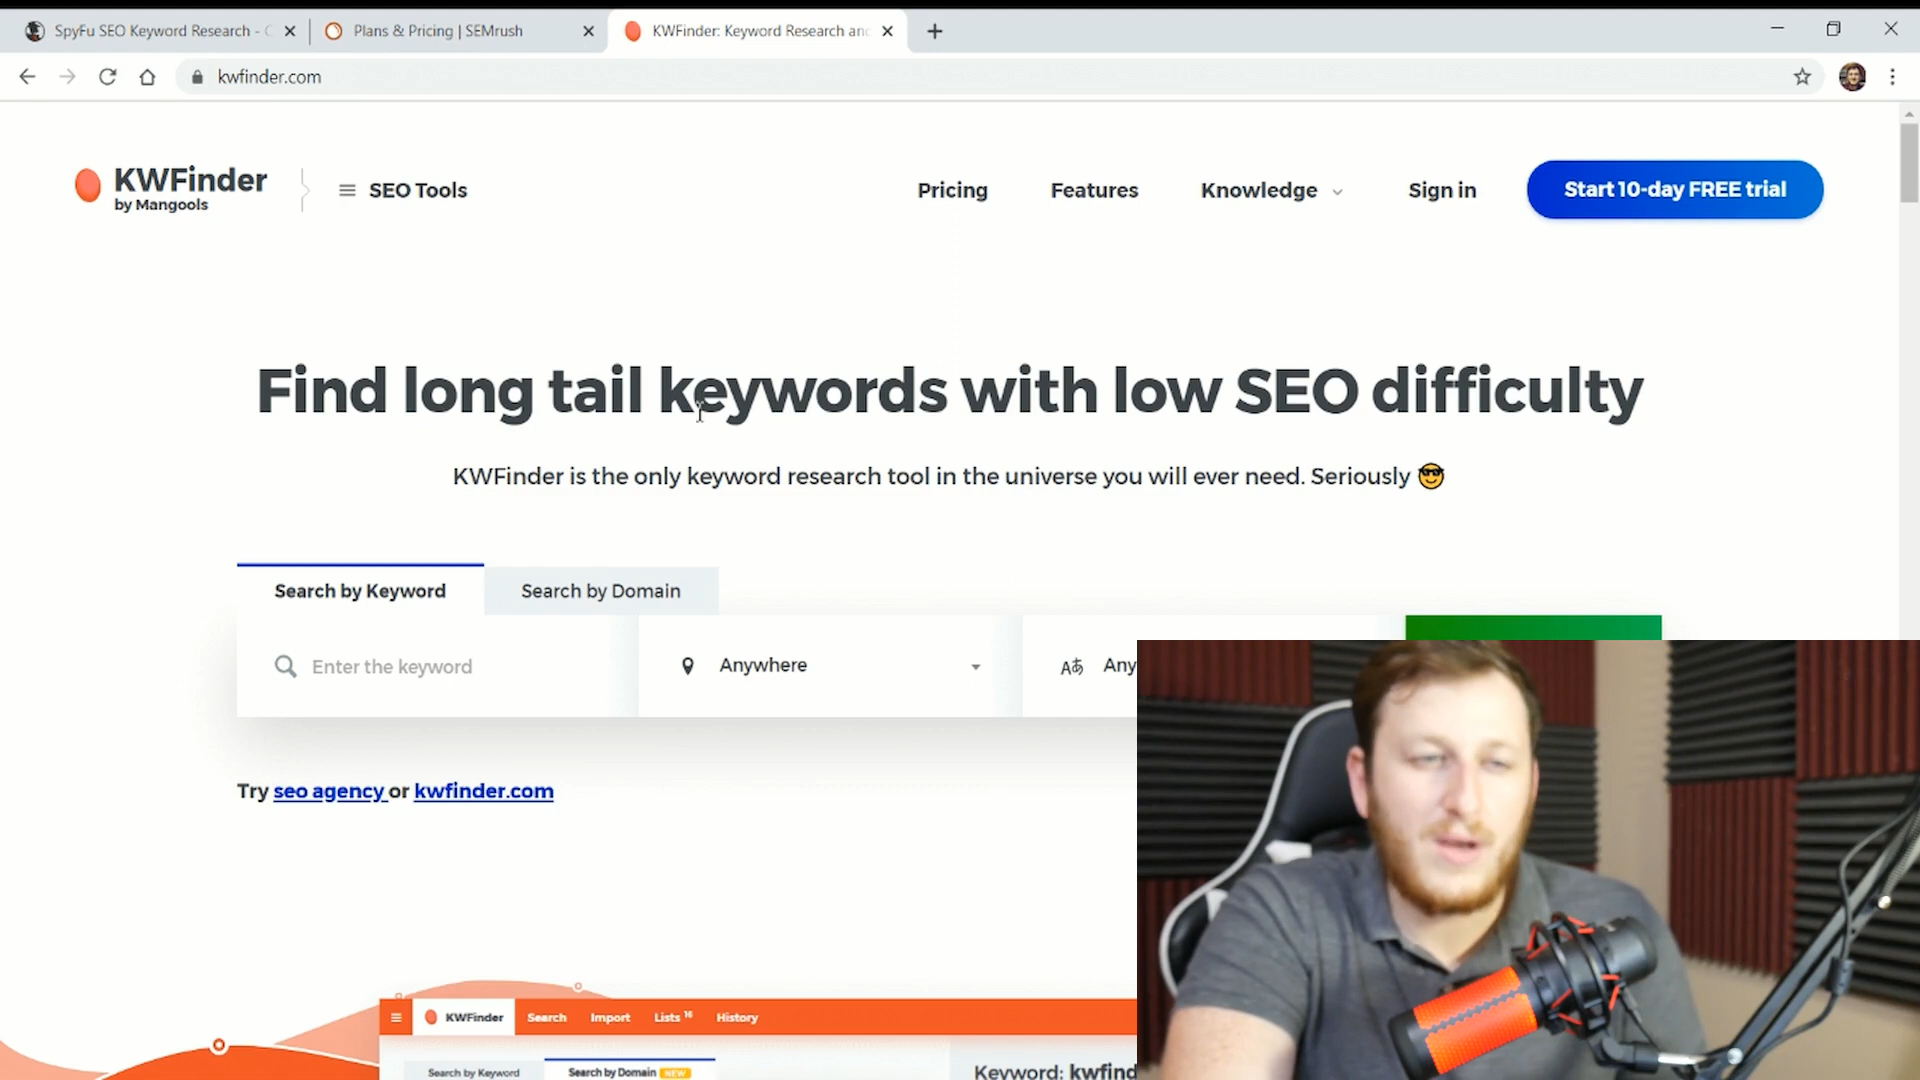 SpyFu SEO Keyword Research - C
Plans & Pricing | SEMrush
KWFinder: Keyword Research an
kwfinder.com
KWFinder
by Mangools
SEO Tools
Pricing
Features
Knowledge
Sign in
Start 10-day FREE trial
Find long tail keywords with low SEO difficulty
KWFinder is the only keyword research tool in the universe you will ever need. Seriously 😎
Search by Keyword
Search by Domain
Enter the keyword
Anywhere
Any
Try seo agency or kwfinder.com
KWFinder
Search
Import
Lists 16
History
Search by Keyword
Search by Domain NEW
Keyword: kwfind